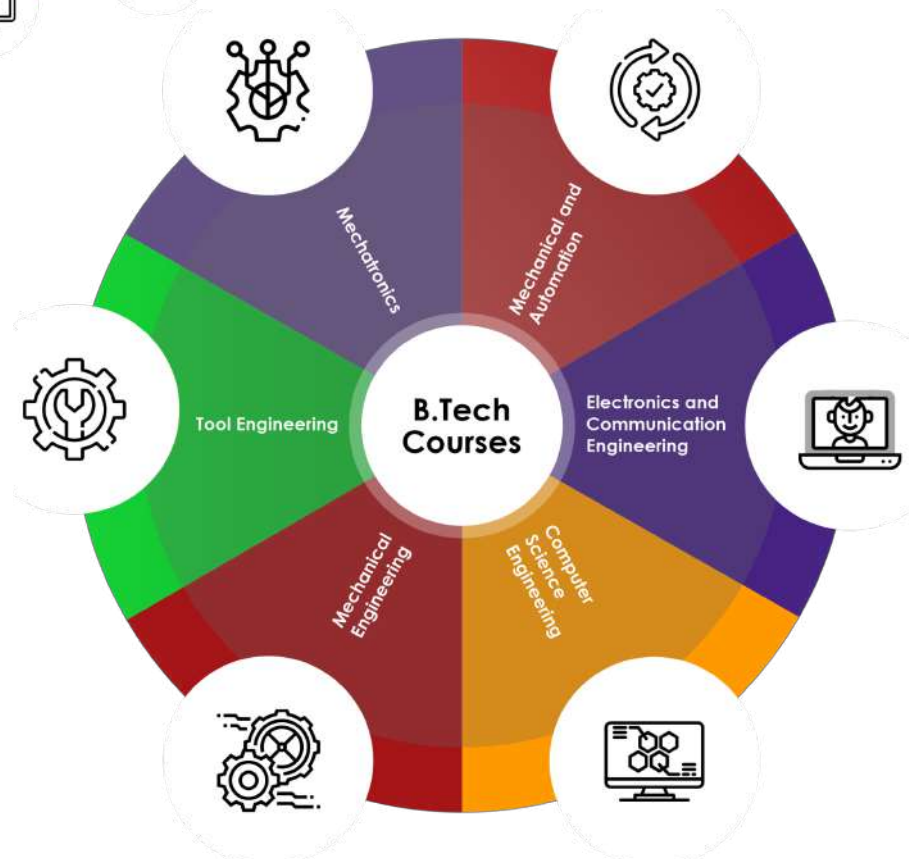 B.Tech
Courses
Mechatronics
Mechanical and
Automation
Electronics and
Communication
Engineering
Computer
Science
Engineering
Mechanical
Engineering
Tool Engineering